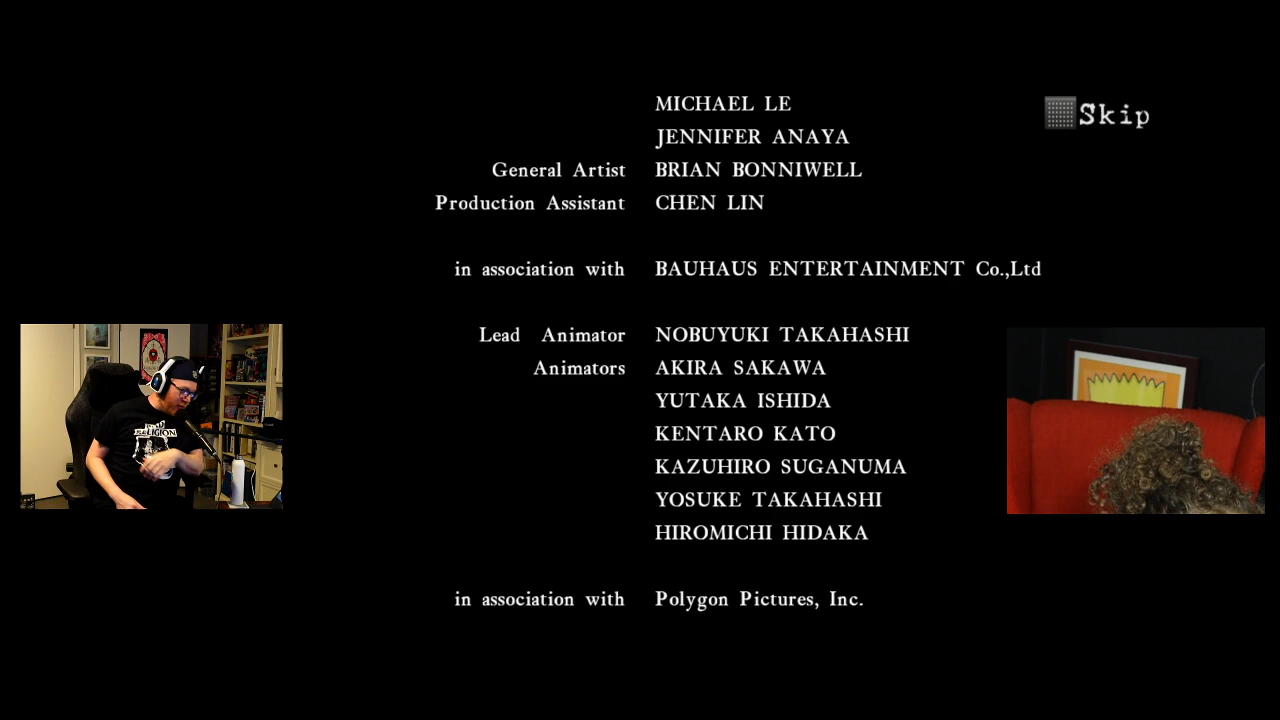 MICHAEL LE
Skip
JENNIFER ANAYA
General Artist BRIAN BONNIWELL
Production Assistant CHEN LIN
in association with BAUHAUS ENTERTAINMENT Co.,Ltd
Lead Animator NOBUYUKI TAKAHASHI
Animators AKIRA SAKAWA
YUTAKA ISHIDA
KENTARO KATO
KAZUHIRO SUGANUMA
YOSUKE TAKAHASHI
HIROMICHI HIDAKA
in association with Polygon Pictures, Inc.